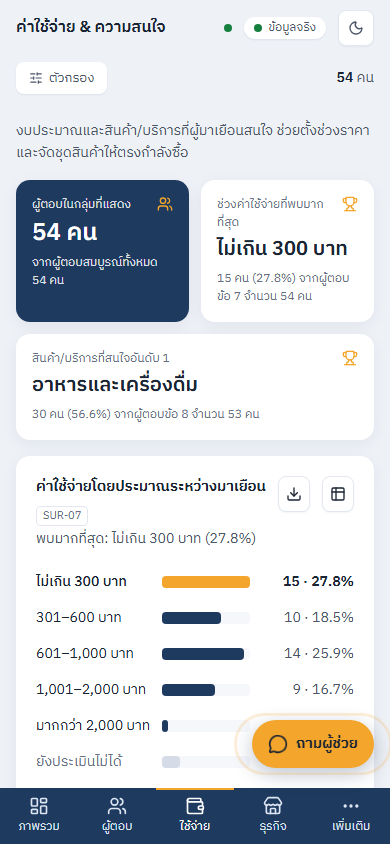 ค่าใช้จ่าย & ความสนใจ
ข้อมูลจริง
ตัวกรอง
54 คน
งบประมาณและสินค้า/บริการที่ผู้มาเยือนสนใจ ช่วยตั้งช่วงราคา
และจัดชุดสินค้าให้ตรงกำลังซื้อ
ผู้ตอบในกลุ่มที่แสดง
54 คน
จากผู้ตอบสมบูรณ์ทั้งหมด
54 คน
ช่วงค่าใช้จ่ายที่พบมาก
ที่สุด
ไม่เกิน 300 บาท
15 คน (27.8%) จากผู้ตอบ
ข้อ 7 จำนวน 54 คน
สินค้า/บริการที่สนใจอันดับ 1
อาหารและเครื่องดื่ม
30 คน (56.6%) จากผู้ตอบข้อ 8 จำนวน 53 คน
ค่าใช้จ่ายโดยประมาณระหว่างมาเยือน
SUR-07
พบมากที่สุด: ไม่เกิน 300 บาท (27.8%)
ไม่เกิน 300 บาท 15 · 27.8%
301–600 บาท 10 · 18.5%
601–1,000 บาท 14 · 25.9%
1,001–2,000 บาท 9 · 16.7%
มากกว่า 2,000 บาท
ยังประเมินไม่ได้
ถามผู้ช่วย
ภาพรวม
ผู้ตอบ
ใช้จ่าย
ธุรกิจ
เพิ่มเติม